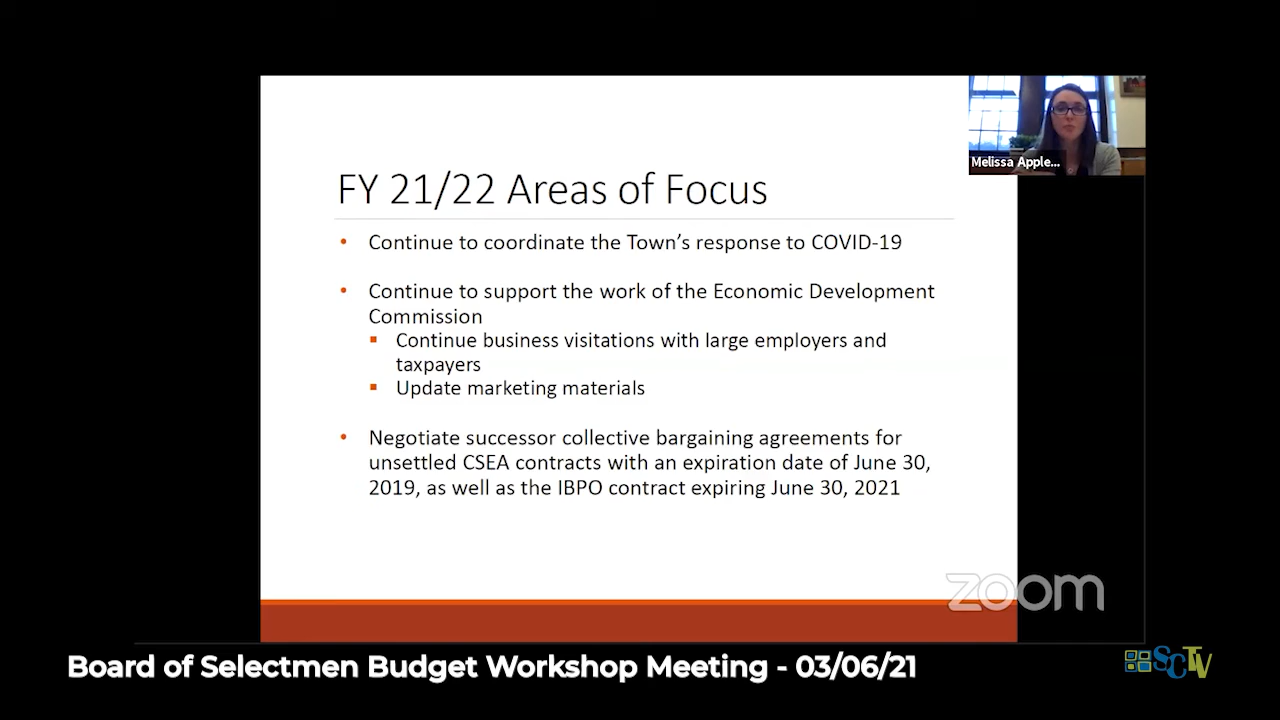 Melissa Apple...
FY 21/22 Areas of Focus
• Continue to coordinate the Town’s response to COVID-19
• Continue to support the work of the Economic Development
Commission
▪ Continue business visitations with large employers and
taxpayers
▪ Update marketing materials
• Negotiate successor collective bargaining agreements for
unsettled CSEA contracts with an expiration date of June 30,
2019, as well as the IBPO contract expiring June 30, 2021
zoom
Board of Selectmen Budget Workshop Meeting - 03/06/21
SCTV